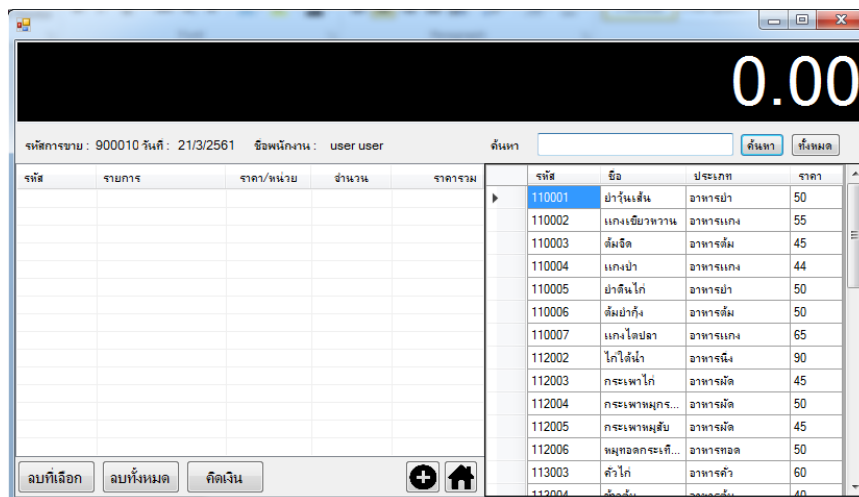 0.00
รหัสการขาย : 900010 วันที่ : 21/3/2561 ชื่อพนักงาน : user user ค้นหา ค้นหา ทั้งหมด
รหัส รายการ ราคา/หน่วย จำนวน ราคารวม
รหัส ชื่อ ประเภท ราคา
110001 ยำวุ้นเส้น อาหารยำ 50
110002 แกงเขียวหวาน อาหารแกง 55
110003 ต้มจืด อาหารต้ม 45
110004 แกงป่า อาหารแกง 44
110005 ยำตีนไก่ อาหารยำ 50
110006 ต้มยำกุ้ง อาหารต้ม 50
110007 แกงไตปลา อาหารแกง 65
112002 ไก่ใต้น้ำ อาหารนึ่ง 90
112003 กระเพาไก่ อาหารผัด 45
112004 กระเพาหมูกร... อาหารผัด 50
112005 กระเพาหมูสับ อาหารผัด 45
112006 หมูทอดกระเที... อาหารทอด 50
113003 คั่วไก่ อาหารคั่ว 60
113004 อาหารต้ม 40
ลบที่เลือก ลบทั้งหมด คิดเงิน